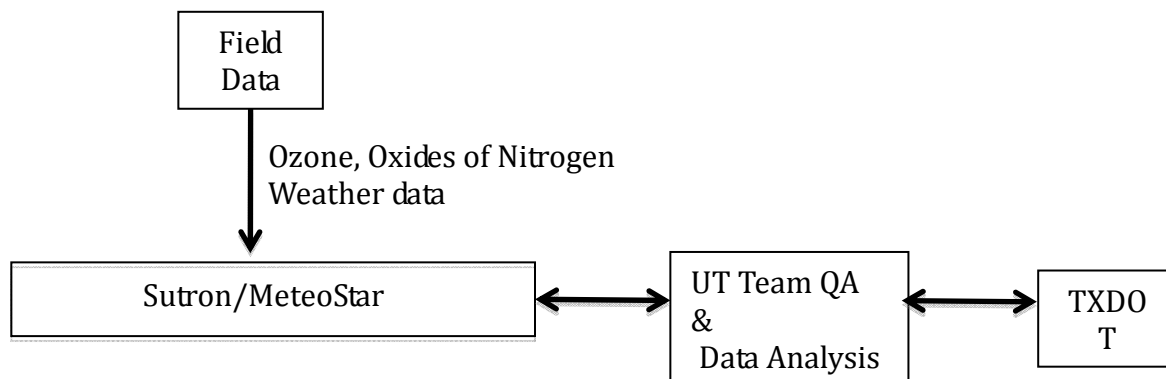 Field
Data
Ozone, Oxides of Nitrogen
Weather data
Sutron/MeteoStar
UT Team QA
&
Data Analysis
TXDO
T